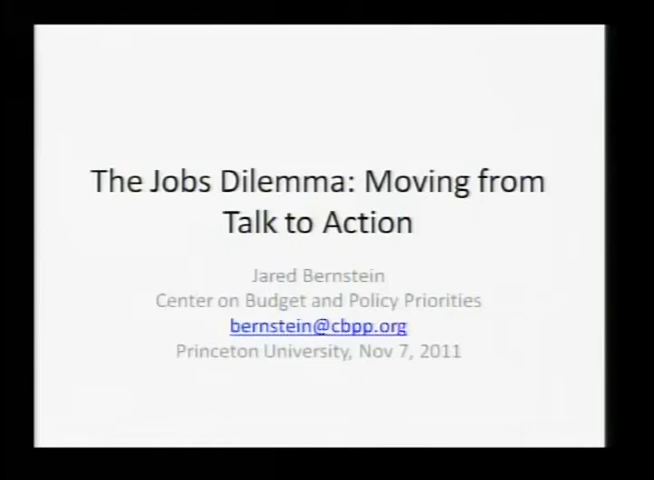 The Jobs Dilemma: Moving from
Talk to Action
Jared Bernstein
Center on Budget and Policy Priorities
bernstein@cbpp.org
Princeton University, Nov 7, 2011